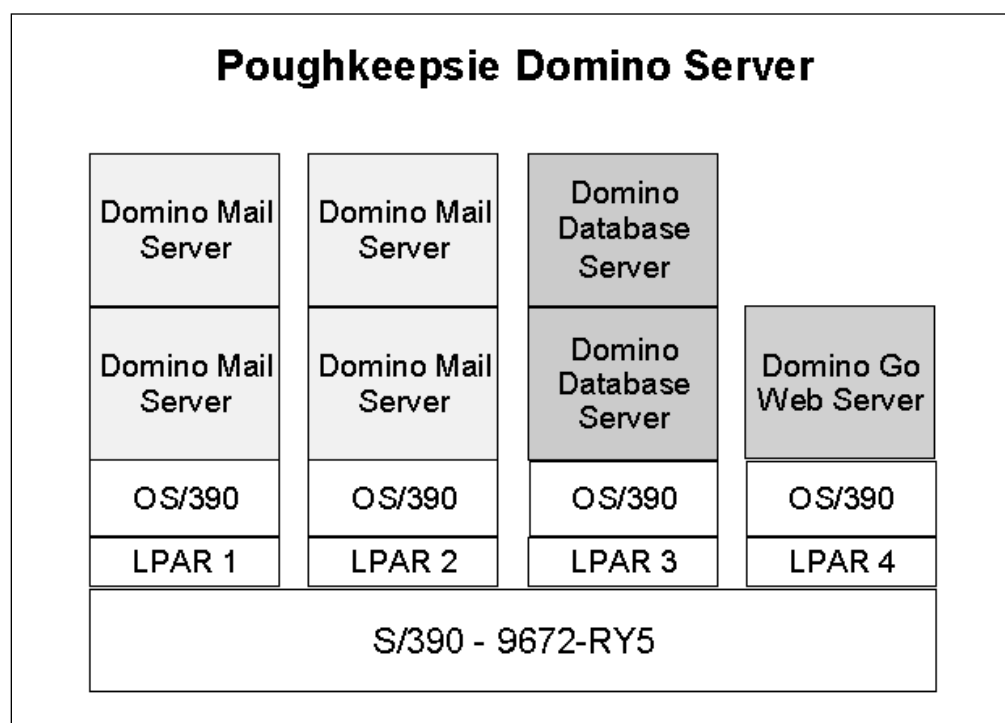 Poughkeepsie Domino Server
Domino Mail
Server
Domino Mail
Server
OS/390
LPAR 1
Domino Mail
Server
Domino Mail
Server
OS/390
LPAR 2
Domino
Database
Server
Domino
Database
Server
OS/390
LPAR 3
Domino Go
Web Server
OS/390
LPAR 4
S/390 - 9672-RY5